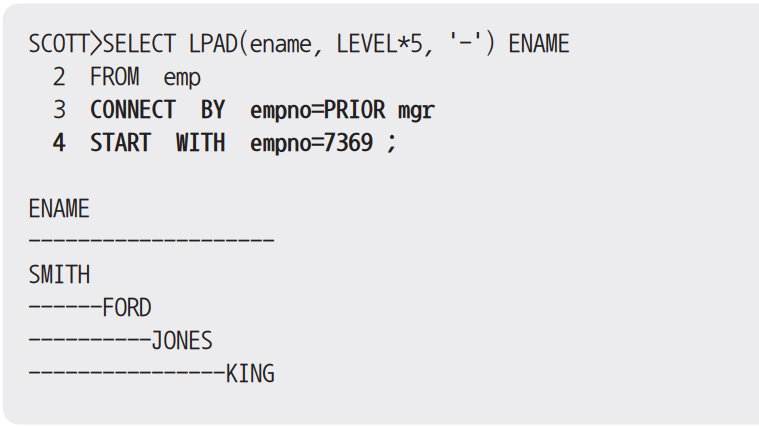 SCOTT>SELECT LPAD(ename, LEVEL*5, '-') ENAME
2 FROM emp
3 CONNECT BY empno=PRIOR mgr
4 START WITH empno=7369 ;
ENAME
--------------------
SMITH
------FORD
----------JONES
----------------KING